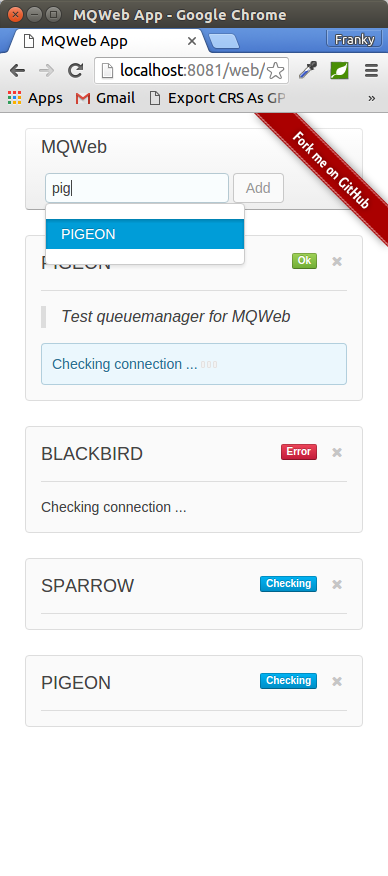 MQWeb App - Google Chrome
MQWeb App
Franky
localhost:8081/web/
Apps
Gmail
Export CRS As GP
»
Fork me on GitHub
MQWeb
pig
Add
PIGEON
PIGEON
Ok
Test queuemanager for MQWeb
Checking connection ...
BLACKBIRD
Error
Checking connection ...
SPARROW
Checking
PIGEON
Checking